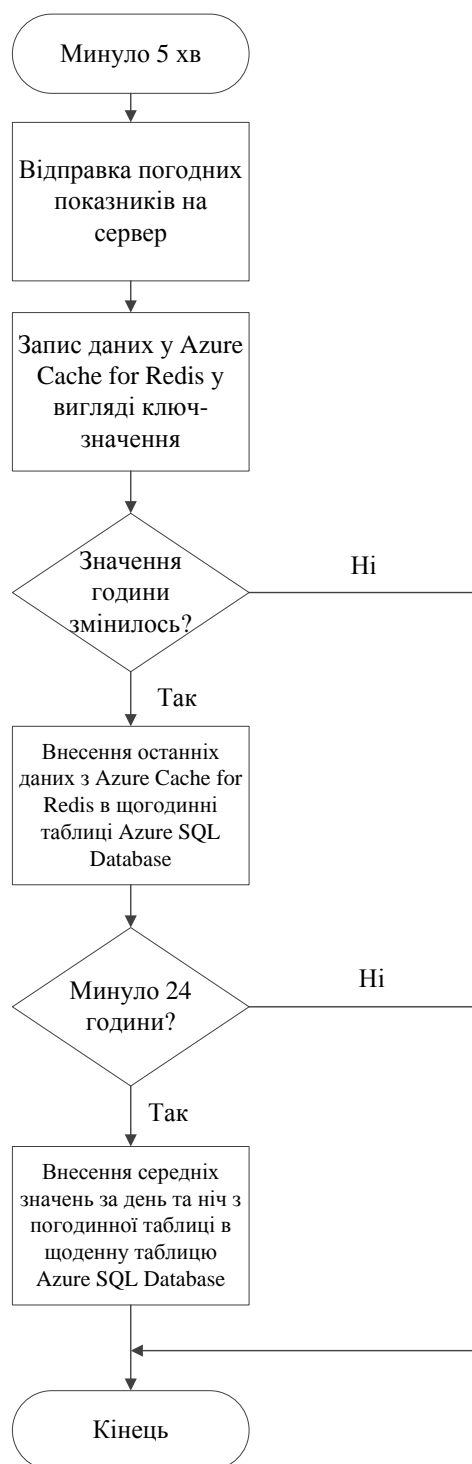 Минуло 5 хв
Відправка погодних
показників на
сервер
Запис даних у Azure
Cache for Redis у
вигляді ключ-
значення
Значення
години
змінилось?
Ні
Так
Внесення останніх
даних з Azure Cache for
Redis в щогодинні
таблиці Azure SQL
Database
Минуло 24
години?
Ні
Так
Внесення середніх
значень за день та ніч з
погодинної таблиці в
щоденну таблицю
Azure SQL Database
Кінець